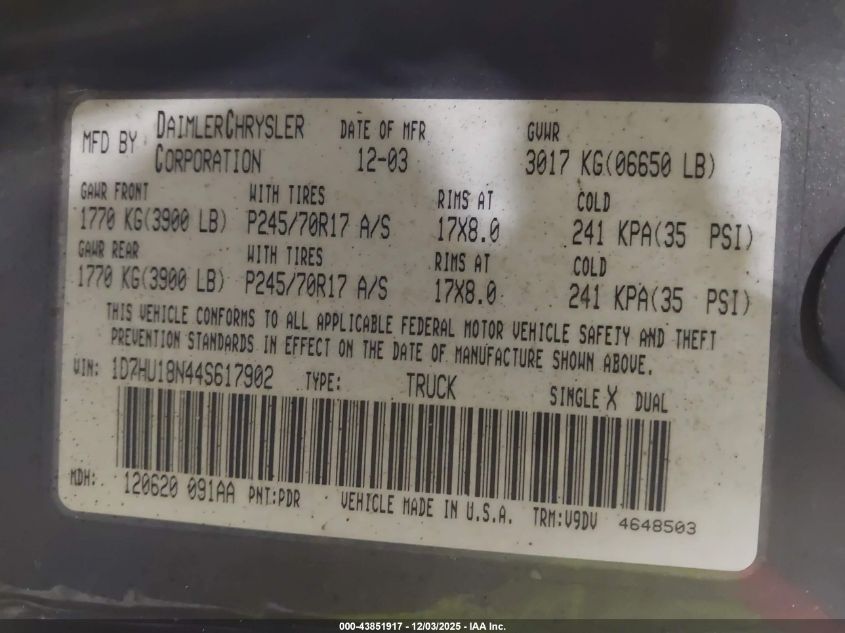 MFD BY DAIMLERCHRYSLER CORPORATION DATE OF MFR 12-03 GVWR 3017 KG(06650 LB)
GAWR FRONT WITH TIRES RIMS AT COLD
1770 KG(3900 LB) P245/70R17 A/S 17X8.0 241 KPA(35 PSI)
GAWR REAR WITH TIRES RIMS AT COLD
1770 KG(3900 LB) P245/70R17 A/S 17X8.0 241 KPA(35 PSI)
THIS VEHICLE CONFORMS TO ALL APPLICABLE FEDERAL MOTOR VEHICLE SAFETY AND THEFT
PREVENTION STANDARDS IN EFFECT ON THE DATE OF MANUFACTURE SHOWN ABOVE.
VIN: 1D7HU18N44S617902 TYPE: TRUCK SINGLE X DUAL
MDH: 120620 091AA PNT:PDR VEHICLE MADE IN U.S.A. TRM:V9DV 4648503
000-43851917 - 12/03/2025 - IAA Inc.